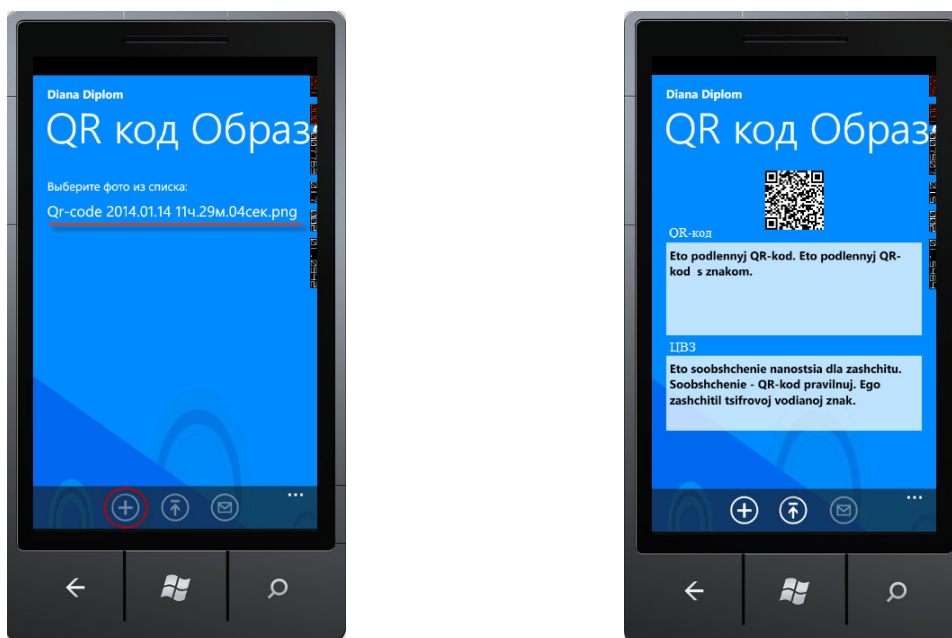 Diana Diplom
QR код Образ
Выберите фото из списка:
Qr-code 2014.01.14 11ч.29м.04сек.png
Diana Diplom
QR код Образ
QR-код
Eto podlennyj QR-kod. Eto podlennyj QR-
kod s znakom.
ЦВЗ
Eto soobshchenie nanostsia dla zashchitu.
Soobshchenie - QR-kod pravilnuj. Ego
zashchitil tsifrovoj vodianoj znak.